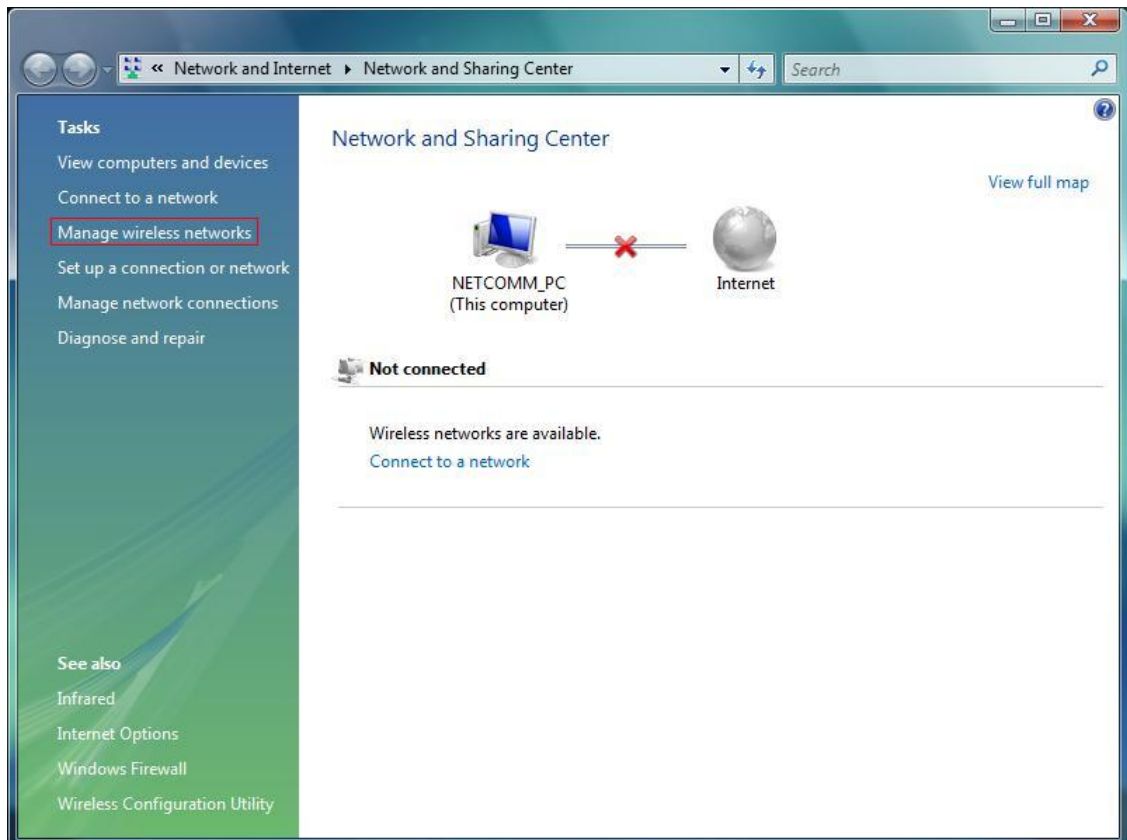 « Network and Internet ▸ Network and Sharing Center
Search
Tasks
View computers and devices
Connect to a network
Manage wireless networks
Set up a connection or network
Manage network connections
Diagnose and repair
See also
Infrared
Internet Options
Windows Firewall
Wireless Configuration Utility
Network and Sharing Center
View full map
NETCOMM_PC
(This computer)
Internet
Not connected
Wireless networks are available.
Connect to a network